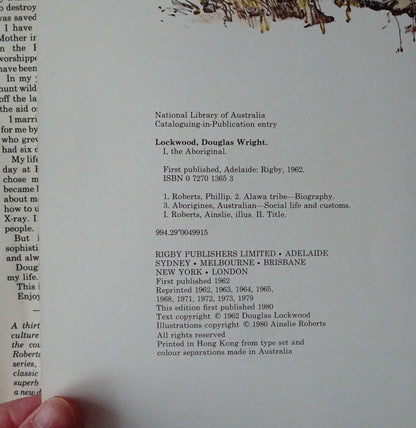 to destroy
was saved
I have
Mother ir
worshipp
have been
In my
hunt wild
off the la
the aid o
I marri
for me by
who grew
had six c
My life
day at
chose m
became
about m
how to u
X-ray. I
people.
But i
sophisti
and alw
Doug
my life.
This i
Enjoy
A thirt
culture
the cou
Roberts
series,
classic
superb
a new d
National Library of Australia
Cataloguing-in-Publication entry
Lockwood, Douglas Wright.
I, the Aboriginal.
First published, Adelaide: Rigby, 1962.
ISBN 0 7270 1365 3
1. Roberts, Phillip. 2. Alawa tribe—Biography.
3. Aborigines, Australian—Social life and customs.
I. Roberts, Ainslie, illus. II. Title.
994.29'0049915
RIGBY PUBLISHERS LIMITED • ADELAIDE
SYDNEY • MELBOURNE • BRISBANE
NEW YORK • LONDON
First published 1962
Reprinted 1962, 1963, 1964, 1965,
1968, 1971, 1972, 1973, 1979
This edition first published 1980
Text copyright © 1962 Douglas Lockwood
Illustrations copyright © 1980 Ainslie Roberts
All rights reserved
Printed in Hong Kong from type set and
colour separations made in Australia